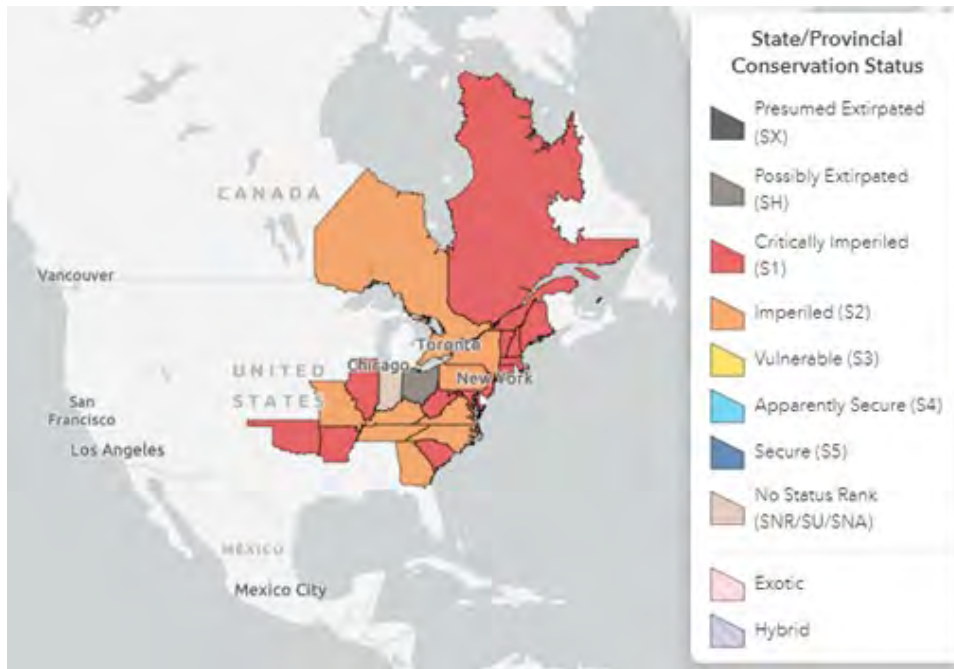 CANADA
Vancouver
Toronto
Chicago
UNITED
STATES
New York
San
Francisco
Los Angeles
MÉXICO
Mexico City
State/Provincial
Conservation Status
Presumed Extirpated
(SX)
Possibly Extirpated
(SH)
Critically Imperiled
(S1)
Imperiled (S2)
Vulnerable (S3)
Apparently Secure (S4)
Secure (S5)
No Status Rank
(SNR/SU/SNA)
Exotic
Hybrid